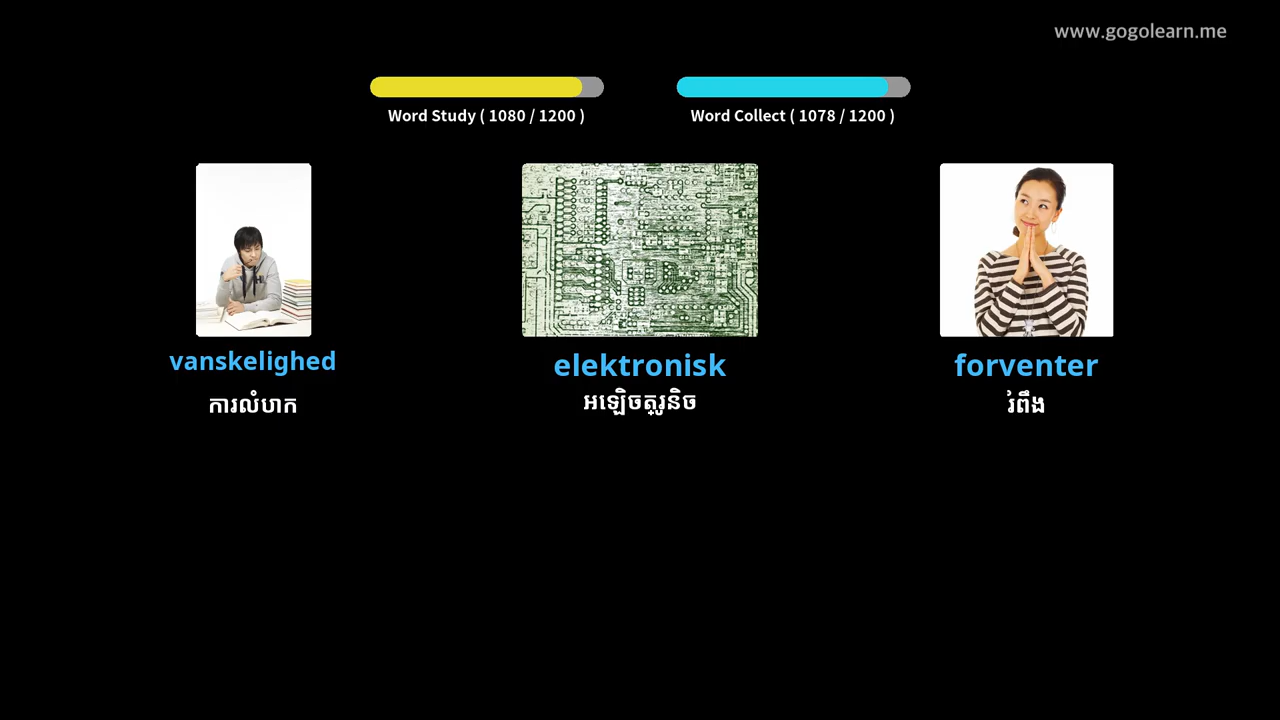 www.gogolearn.me
Word Study ( 1080 / 1200 )
Word Collect ( 1078 / 1200 )
vanskelighed
elektronisk
forventer
ការលំបាក
អឡិចត្រូនិច
រំពឹង